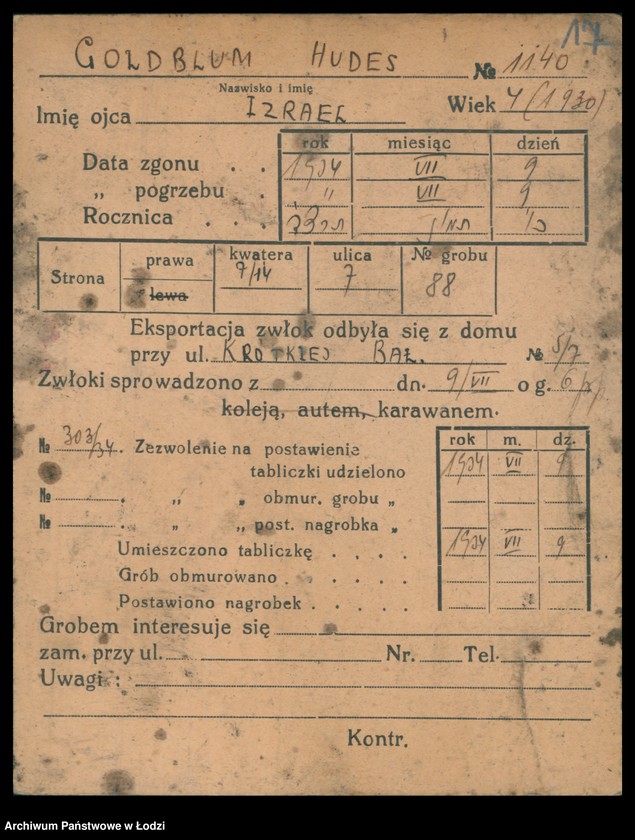 17
GOLDBLUM HUDES № 1140
Nazwisko i imię
Imię ojca IZRAEL Wiek 4 (1930)
rok miesiąc dzień
Data zgonu . . 1934 VII 9
„ pogrzebu . „ VII 9
Rocznica . . .
Strona prawa kwatera ulica № grobu
lewa 7/14 7 88
Eksportacja zwłok odbyła się z domu
przy ul. KROTKIEJ BAŁ. № 5/7
Zwłoki sprowadzono z dn. 9/VII o g. 6
koleją, autem, karawanem.
rok m. dz.
№ 303/34. Zezwolenie na postawienie
tabliczki udzielono 1934 VII 9
№ . „ „ obmur. grobu „
№ . „ „ post. nagrobka „
Umieszczono tabliczkę . . . . 1934 VII 9
Grób obmurowano . . . . .
Postawiono nagrobek . . . . .
Grobem interesuje się
zam. przy ul. Nr. Tel.
Uwagi :
Kontr.
Archiwum Państwowe w Łodzi